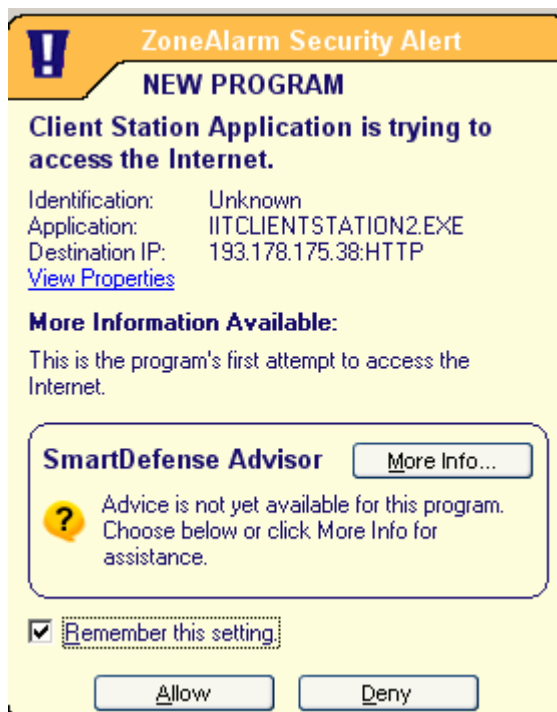 ZoneAlarm Security Alert
NEW PROGRAM
Client Station Application is trying to
access the Internet.
Identification: Unknown
Application: IITCLIENTSTATION2.EXE
Destination IP: 193.178.175.38:HTTP
View Properties
More Information Available:
This is the program's first attempt to access the
Internet.
SmartDefense Advisor More Info...
Advice is not yet available for this program.
Choose below or click More Info for
assistance.
Remember this setting.
Allow Deny